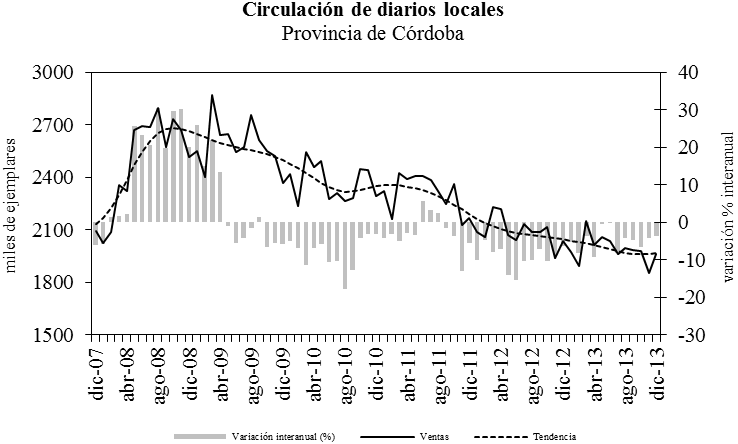 Circulación de diarios locales
Provincia de Córdoba
miles de ejemplares
3000
2700
2400
2100
1800
1500
40
30
20
10
0
-10
-20
-30
variación % interanual
dic-07
abr-08
ago-08
dic-08
abr-09
ago-09
dic-09
abr-10
ago-10
dic-10
abr-11
ago-11
dic-11
abr-12
ago-12
dic-12
abr-13
ago-13
dic-13
Variación interanual (%) Ventas Tendencia